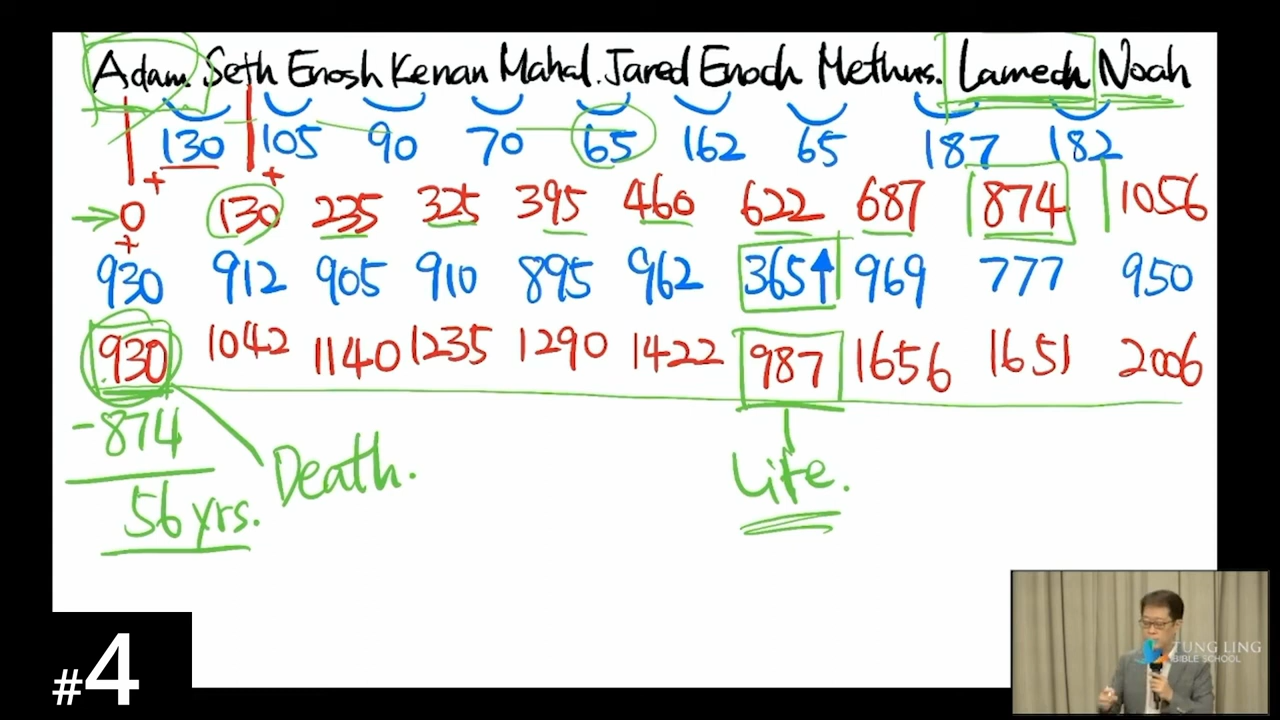 Adam. Seth Enosh Kenan Mahal. Jared Enoch Methus. Lamech Noah
130 105 90 70 65 162 65 187 182
+ +
→ 0 130 235 325 395 460 622 687 874 1056
+
930 912 905 910 895 962 365↑ 969 777 950
930 1042 1140 1235 1290 1422 987 1656 1651 2006
-874
Death. Life.
56 yrs.
#4
TUNG LING
BIBLE SCHOOL